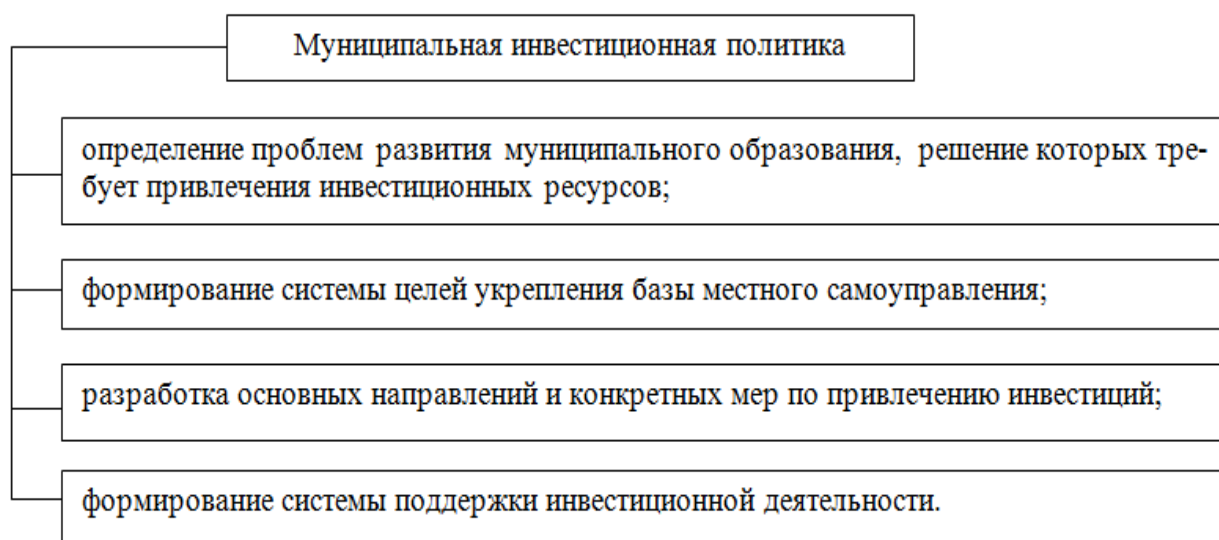 Муниципальная инвестиционная политика
определение проблем развития муниципального образования, решение которых тре-
бует привлечения инвестиционных ресурсов;
формирование системы целей укрепления базы местного самоуправления;
разработка основных направлений и конкретных мер по привлечению инвестиций;
формирование системы поддержки инвестиционной деятельности.